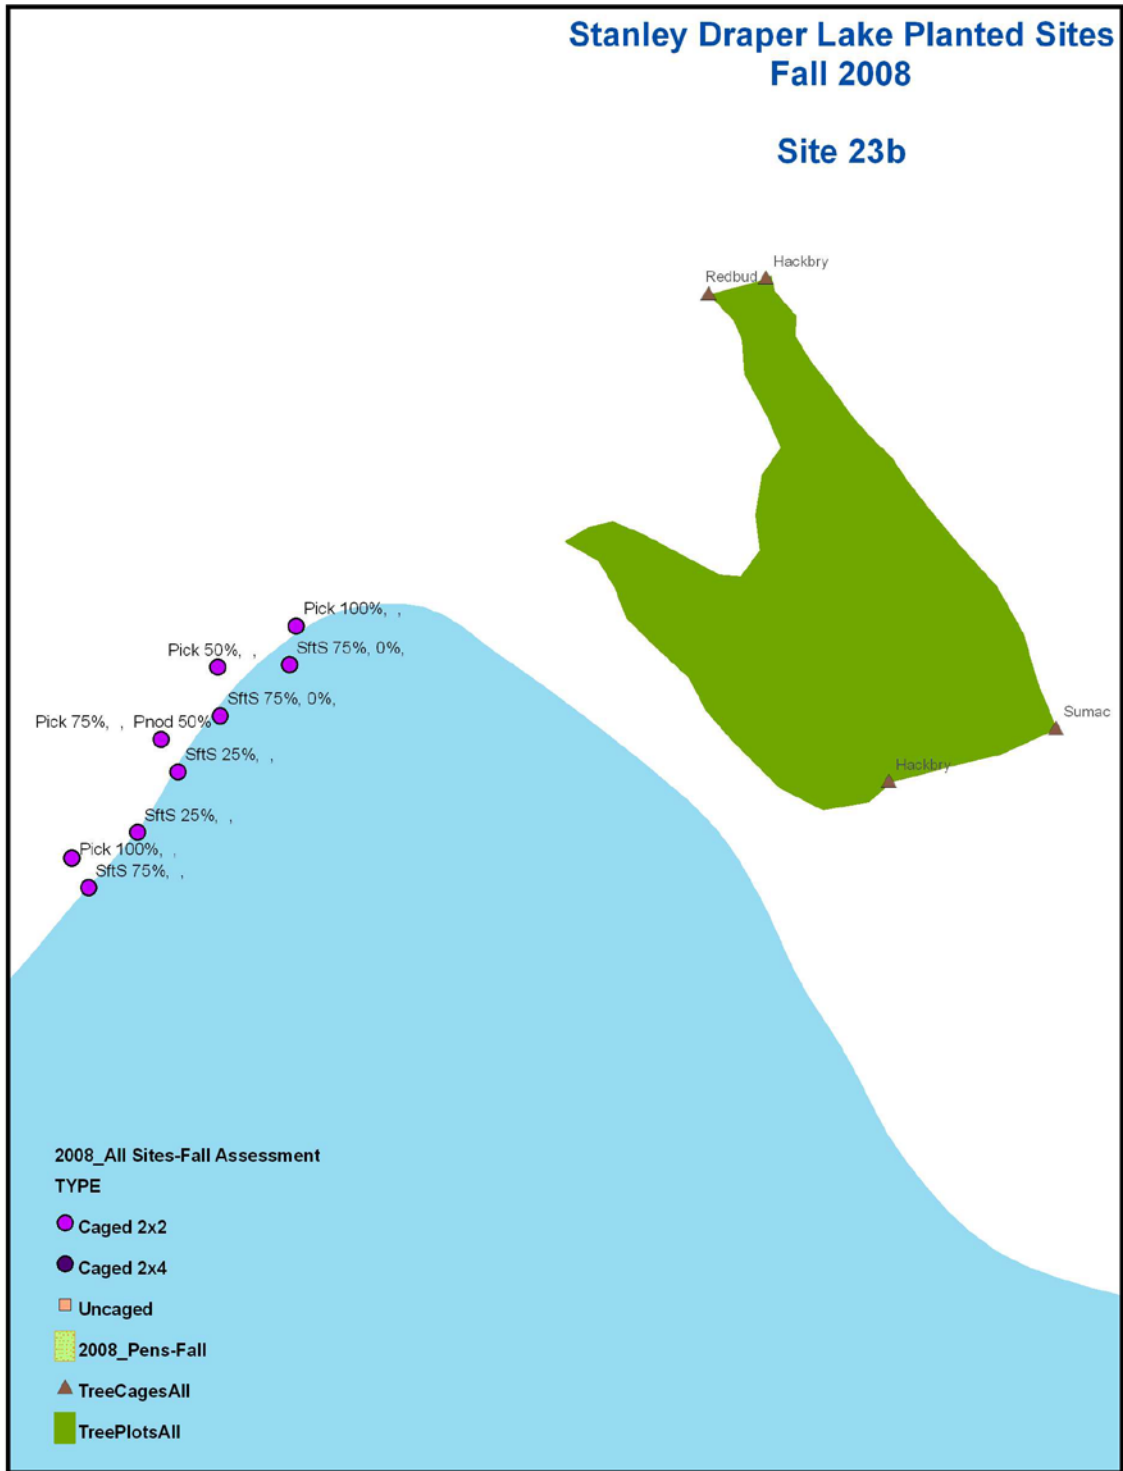 Stanley Draper Lake Planted Sites
Fall 2008
Site 23b
Hackbry
Redbud
Pick 100%, ,
SftS 75%, 0%,
Pick 50%, ,
SftS 75%, 0%,
Pick 75%, , Pnod 50%
SftS 25%, ,
SftS 25%, ,
Pick 100%, ,
SftS 75%, ,
Sumac
Hackbry
2008_All Sites-Fall Assessment
TYPE
Caged 2x2
Caged 2x4
Uncaged
2008_Pens-Fall
TreeCagesAll
TreePlotsAll